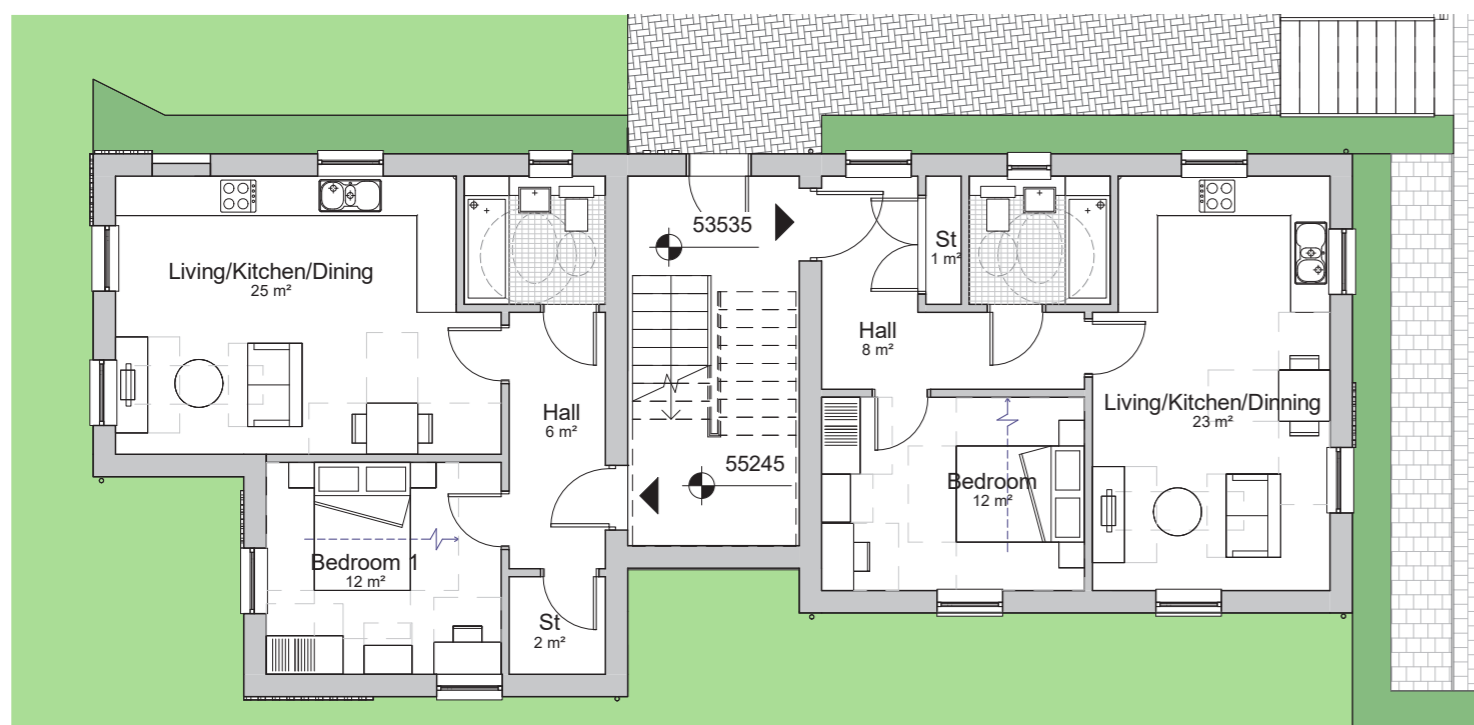 Living/Kitchen/Dining
25 m²
53535
St
1 m²
Hall
8 m²
Hall
6 m²
Living/Kitchen/Dinning
23 m²
55245
Bedroom
12 m²
Bedroom 1
12 m²
St
2 m²